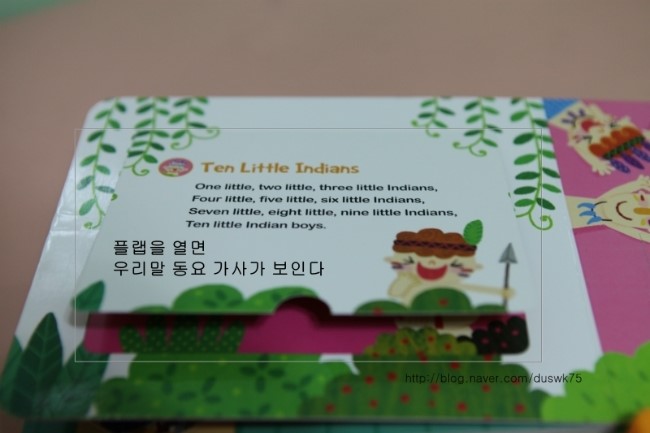 Ten Little Indians
One little, two little, three little Indians,
Four little, five little, six little Indians,
Seven little, eight little, nine little Indians,
Ten little Indian boys.
플랩을 열면
우리말 동요 가사가 보인다
http://blog.naver.com/duswk75